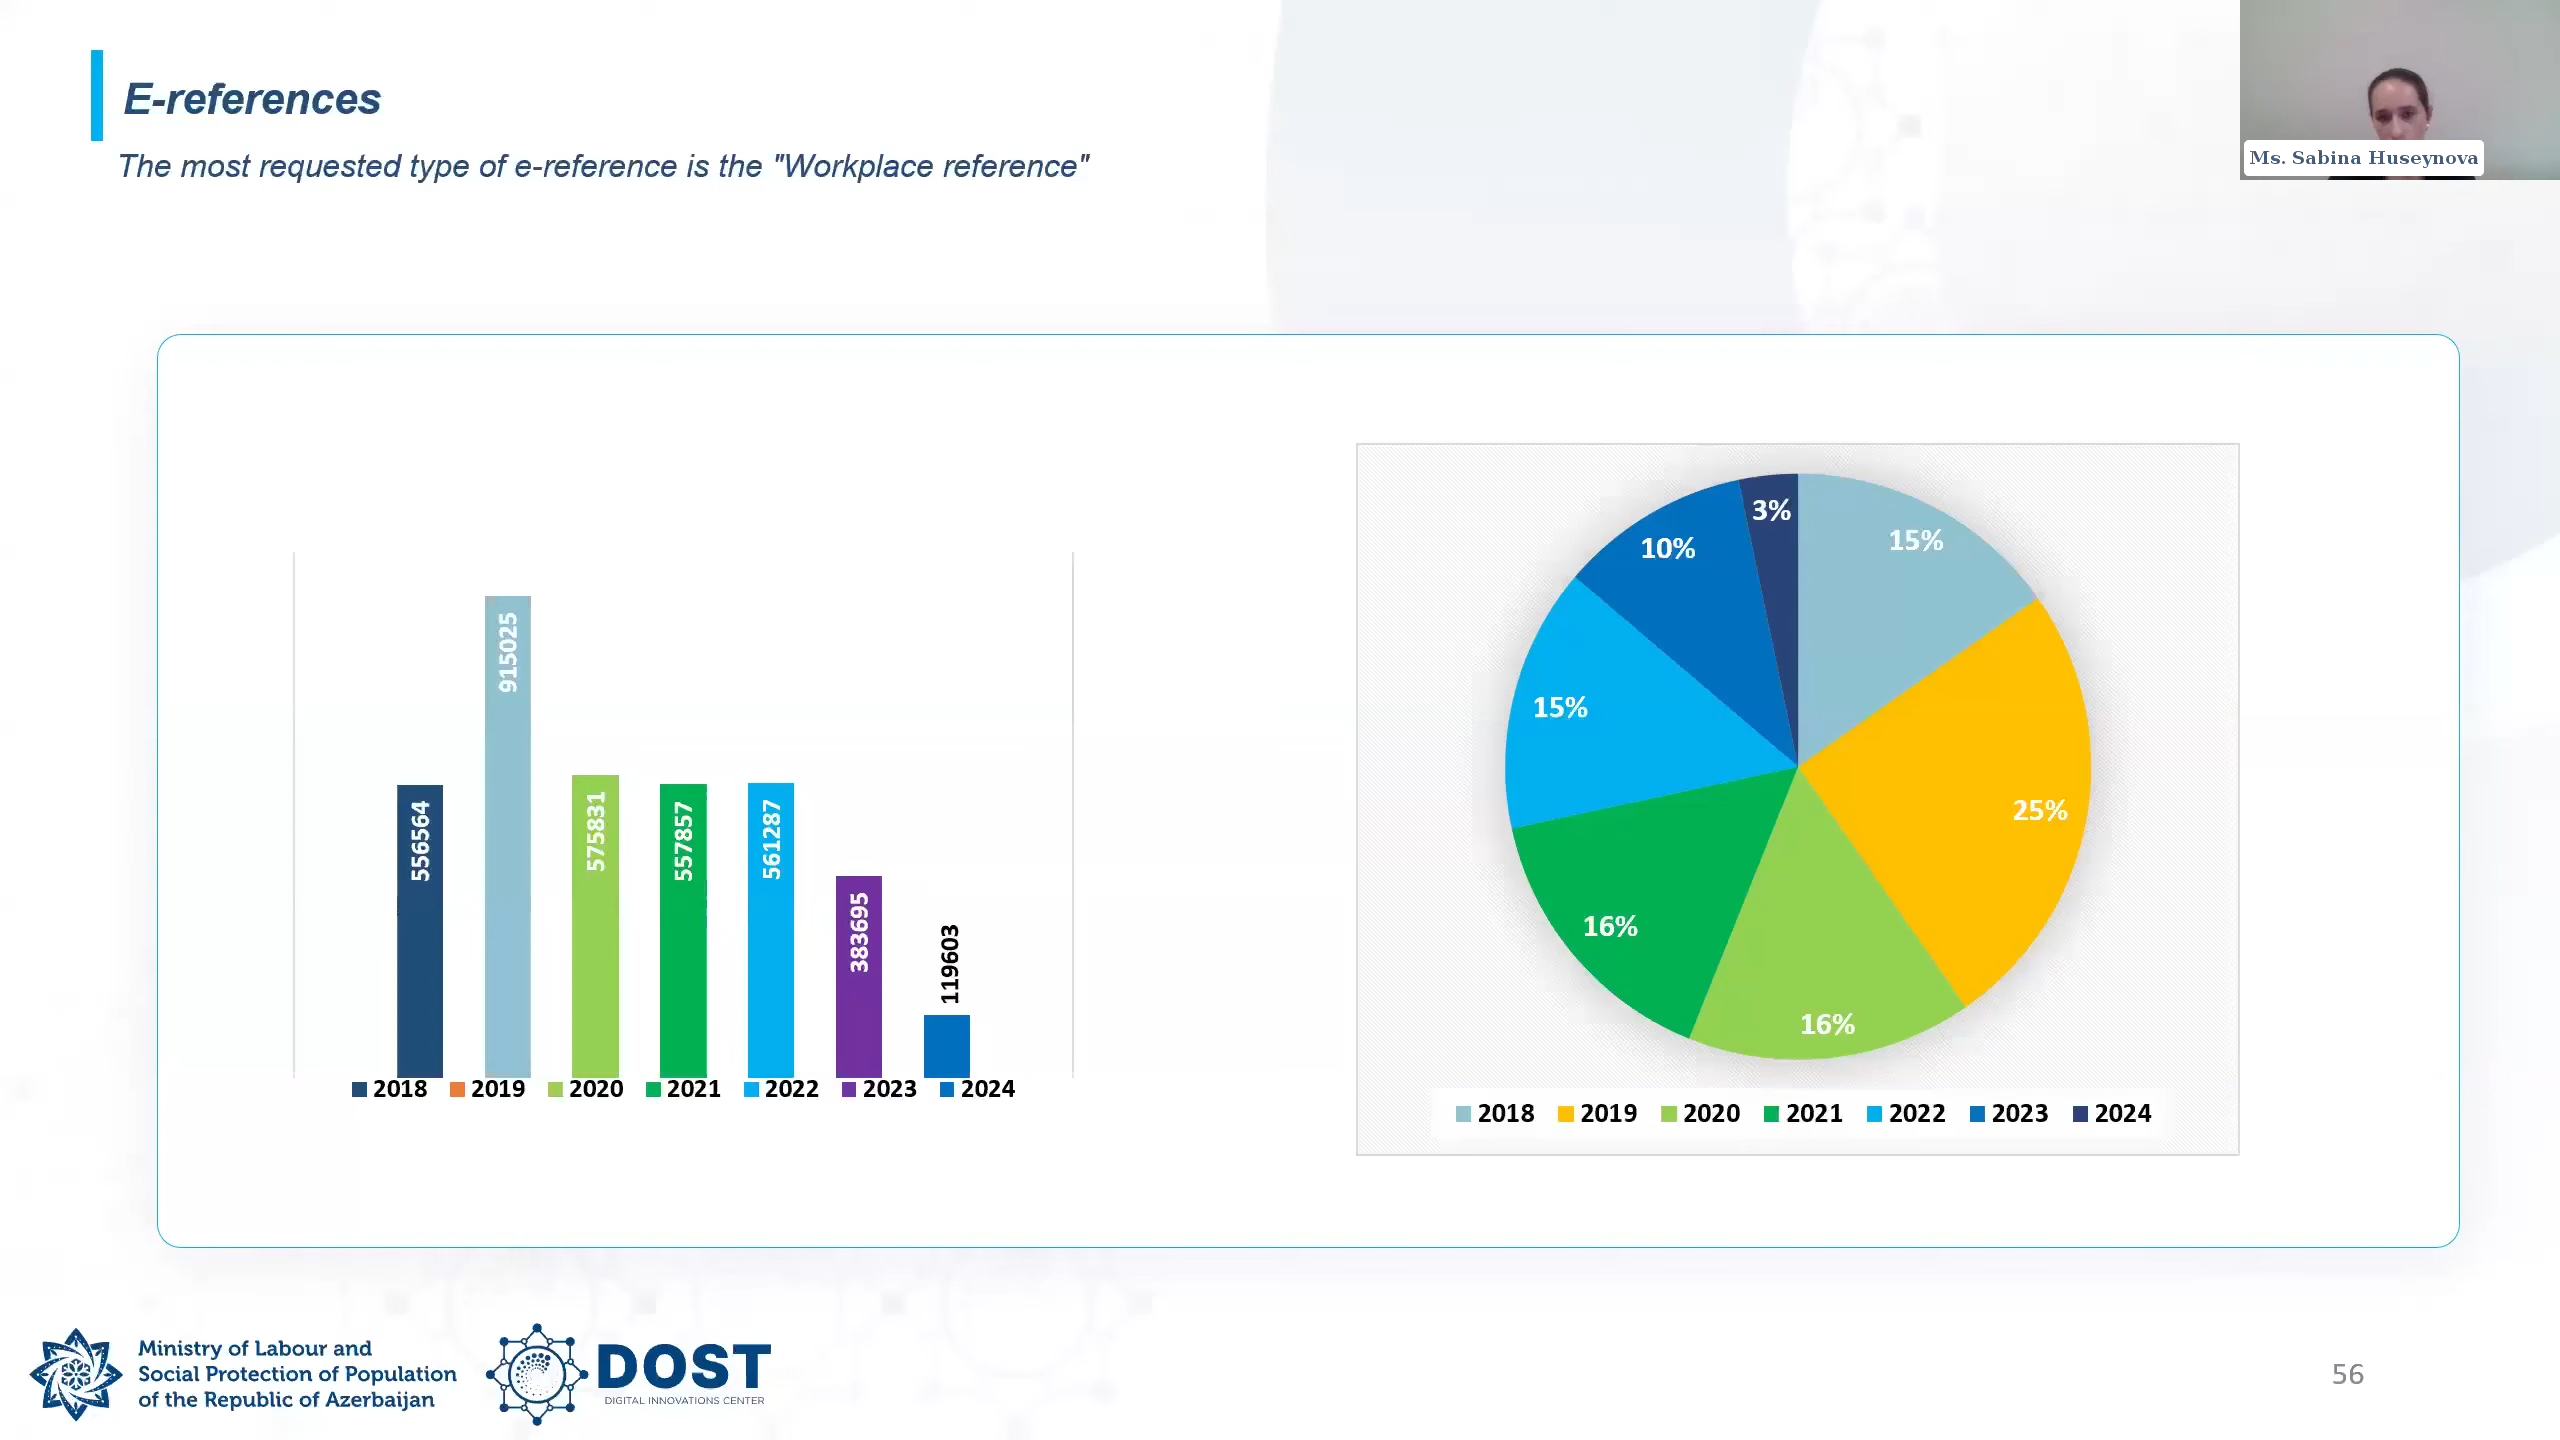 E-references
The most requested type of e-reference is the "Workplace reference"
Ms. Sabina Huseynova
556564
915025
575831
557857
561287
383695
119603
2018 2019 2020 2021 2022 2023 2024
3%
15%
10%
15%
25%
16%
16%
2018 2019 2020 2021 2022 2023 2024
Ministry of Labour and
Social Protection of Population
of the Republic of Azerbaijan
DOST
DIGITAL INNOVATIONS CENTER
56